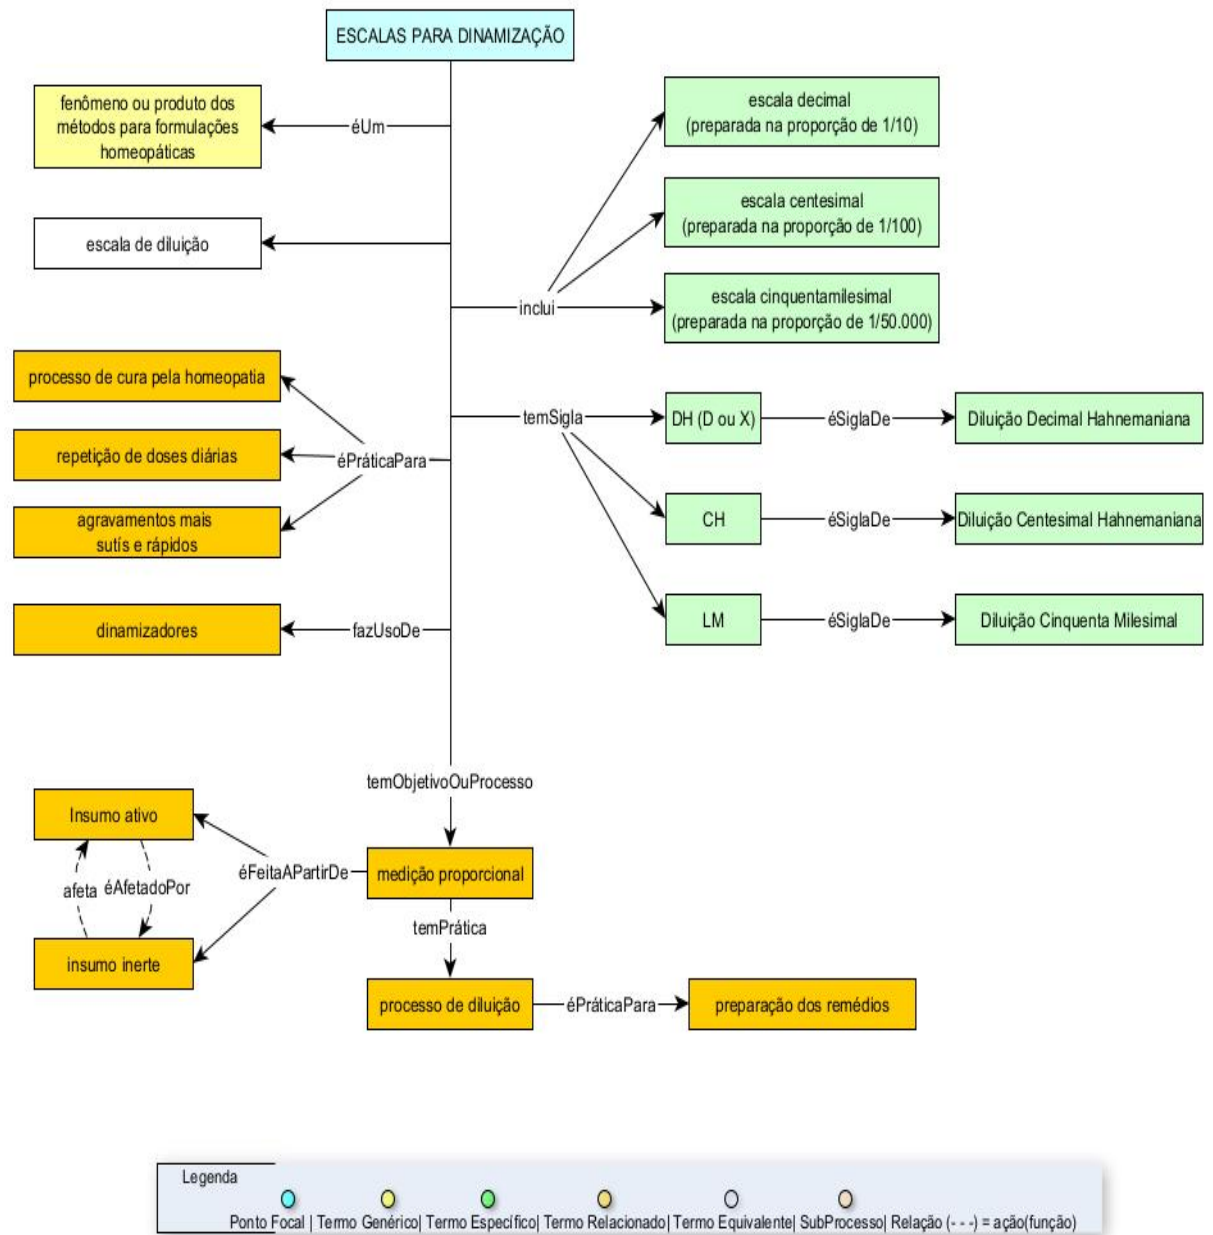 ESCALAS PARA DINAMIZAÇÃO
fenômeno ou produto dos
métodos para formulações
homeopáticas
éUm
escala decimal
(preparada na proporção de 1/10)
escala centesimal
(preparada na proporção de 1/100)
escala de diluição
inclui
escala cinquentamilesimal
(preparada na proporção de 1/50.000)
processo de cura pela homeopatia
temSigla
DH (D ou X)
éSiglaDe
Diluição Decimal Hahnemaniana
repetição de doses diárias
éPráticaPara
agravamentos mais
sutís e rápidos
CH
éSiglaDe
Diluição Centesimal Hahnemaniana
dinamizadores
fazUsoDe
LM
éSiglaDe
Diluição Cinquenta Milesimal
temObjetivoOuProcesso
Insumo ativo
éFeitaAPartirDe
medição proporcional
afeta
éAfetadoPor
temPrática
insumo inerte
processo de diluição
éPráticaPara
preparação dos remédios
Legenda
Ponto Focal | Termo Genérico| Termo Específico| Termo Relacionado| Termo Equivalente| SubProcesso| Relação (- - -) = ação(função)